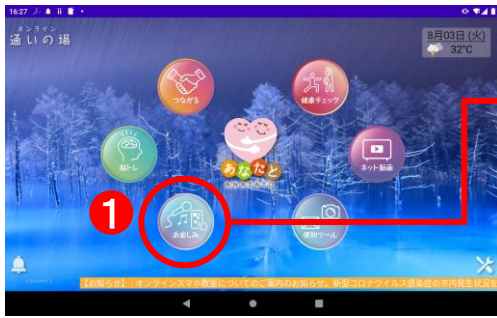 16:27
オンライン
通いの場
8月03日 (火)
32°C
つながる
健康チェック
脳トレ
あなたと
ANATATO
ネット動画
1
お楽しみ
便利ツール
【お知らせ】:オンラインスマホ教室についてのご案内のお知らせ。新型コロナウイルス感染症の市内発生状況を